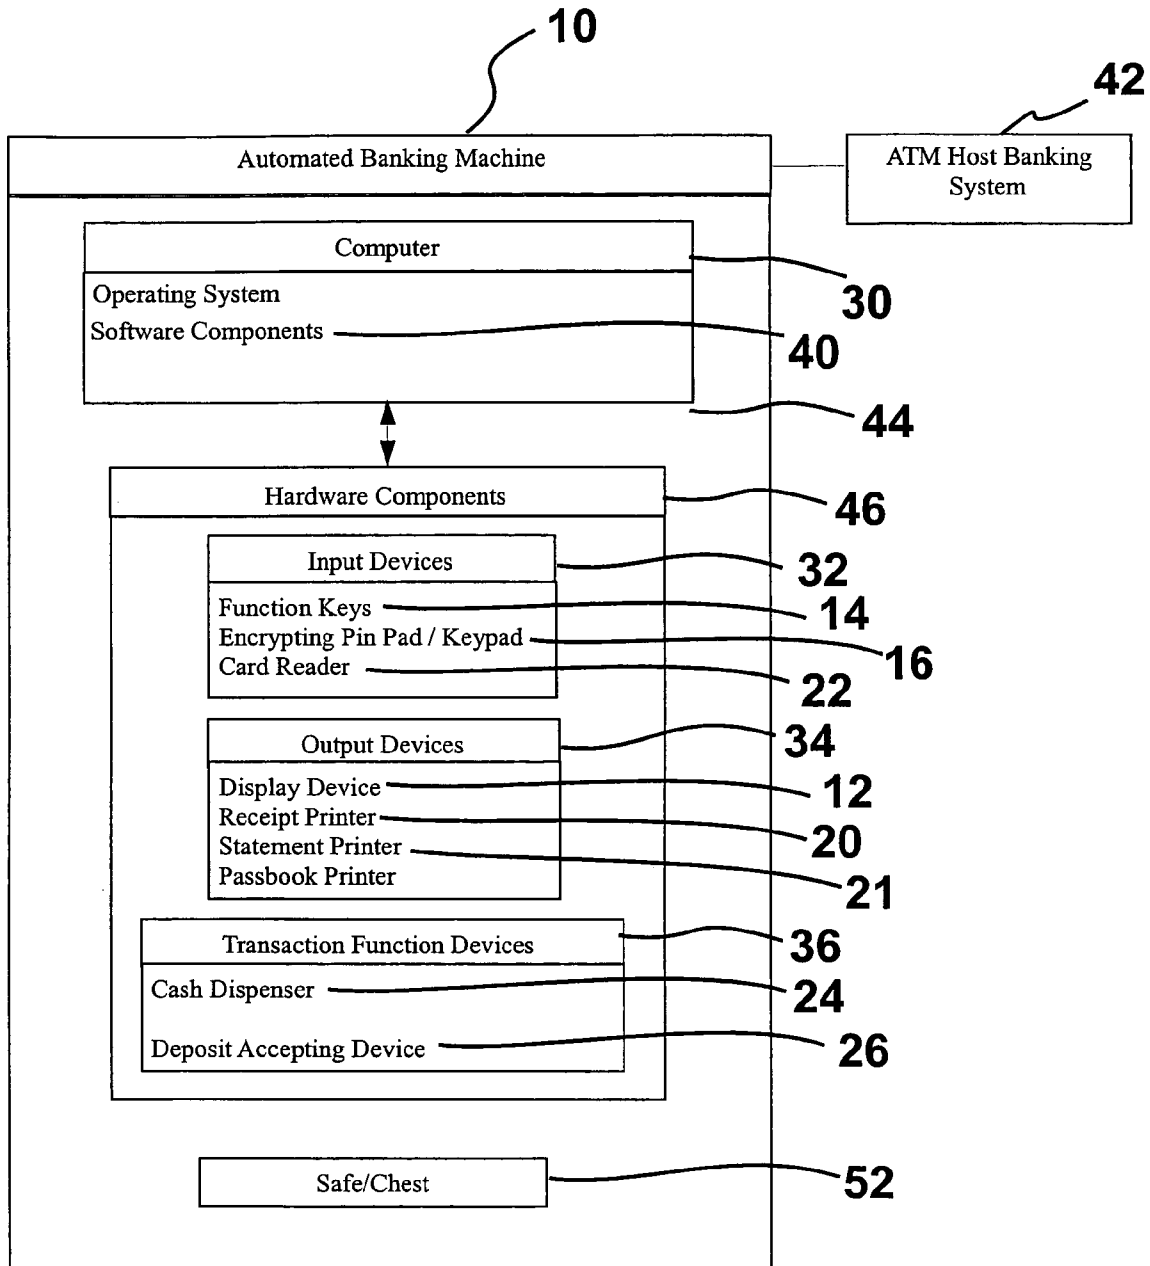 10
42
Automated Banking Machine
ATM Host Banking
System
Computer
30
Operating System
Software Components
40
44
Hardware Components
46
Input Devices
32
Function Keys
14
Encrypting Pin Pad / Keypad
16
Card Reader
22
Output Devices
34
Display Device
12
Receipt Printer
20
Statement Printer
21
Passbook Printer
Transaction Function Devices
36
Cash Dispenser
24
Deposit Accepting Device
26
Safe/Chest
52